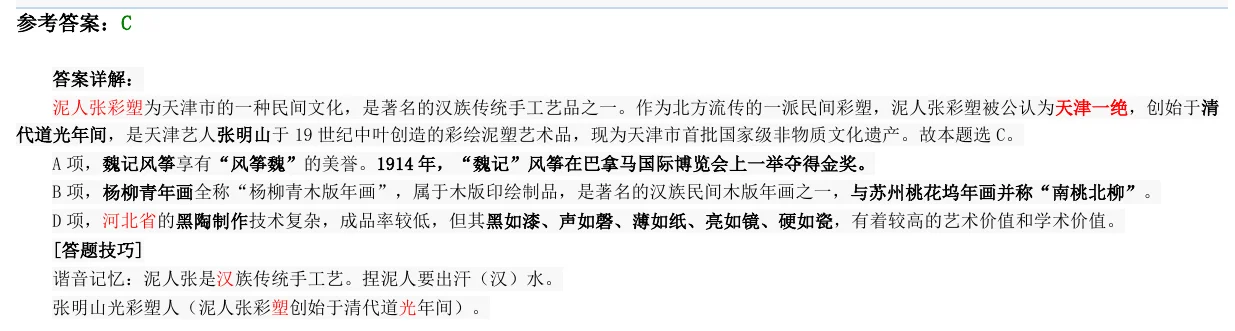 参考答案：C
答案详解：
泥人张彩塑为天津市的一种民间文化，是著名的汉族传统手工艺品之一。作为北方流传的一派民间彩塑，泥人张彩塑被公认为天津一绝，创始于清
代道光年间，是天津艺人张明山于 19 世纪中叶创造的彩绘泥塑艺术品，现为天津市首批国家级非物质文化遗产。故本题选 C。
A 项，魏记风筝享有“风筝魏”的美誉。1914 年，“魏记”风筝在巴拿马国际博览会上一举夺得金奖。
B 项，杨柳青年画全称“杨柳青木版年画”，属于木版印绘制品，是著名的汉族民间木版年画之一，与苏州桃花坞年画并称“南桃北柳”。
D 项，河北省的黑陶制作技术复杂，成品率较低，但其黑如漆、声如磬、薄如纸、亮如镜、硬如瓷，有着较高的艺术价值和学术价值。
[答题技巧]
谐音记忆：泥人张是汉族传统手工艺。捏泥人要出汗（汉）水。
张明山光彩塑人（泥人张彩塑创始于清代道光年间）。